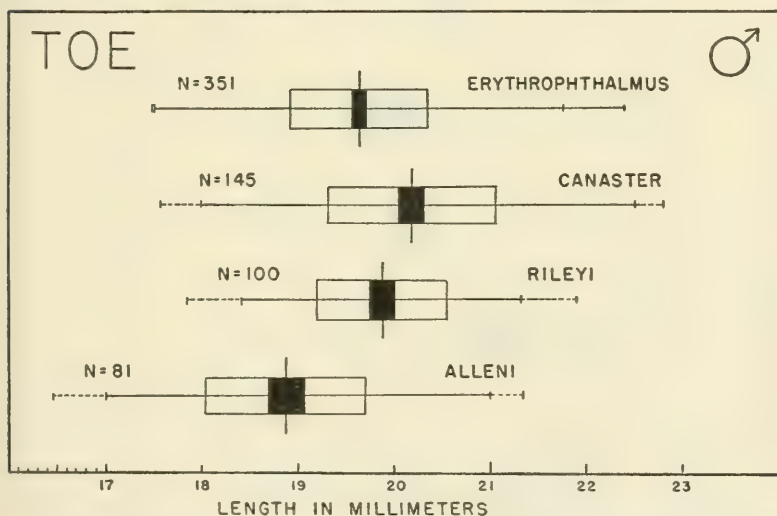 TOE ♂
N=351 ERYTHROPHTHALMUS
N=145 CANASTER
N=100 RILEYI
N=81 ALLENI
17 18 19 20 21 22 23
LENGTH IN MILLIMETERS